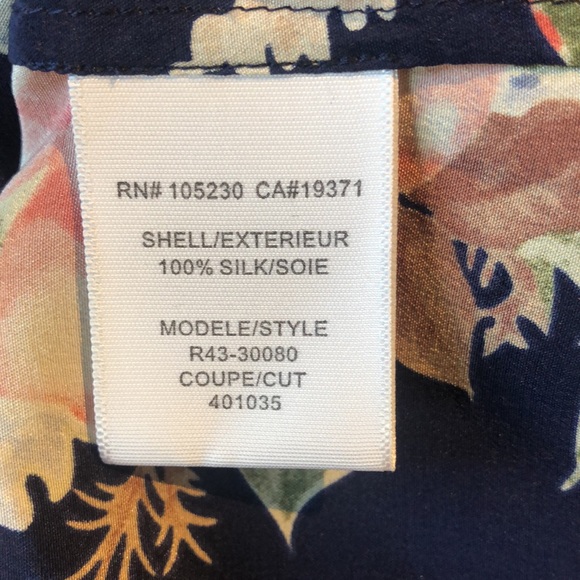 RN# 105230 CA#19371
SHELL/EXTERIEUR
100% SILK/SOIE
MODELE/STYLE
R43-30080
COUPE/CUT
401035